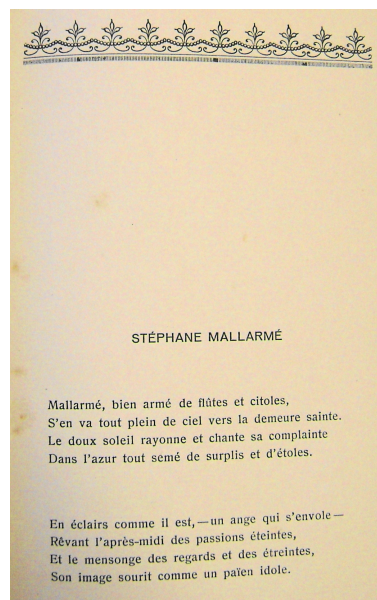 STÉPHANE MALLARMÉ
Mallarmé, bien armé de flûtes et citoles,
S'en va tout plein de ciel vers la demeure sainte.
Le doux soleil rayonne et chante sa complainte
Dans l'azur tout semé de surplis et d'étoles.
En éclairs comme il est,—un ange qui s'envole—
Rêvant l'après-midi des passions éteintes,
Et le mensonge des regards et des étreintes,
Son image sourit comme un païen idole.